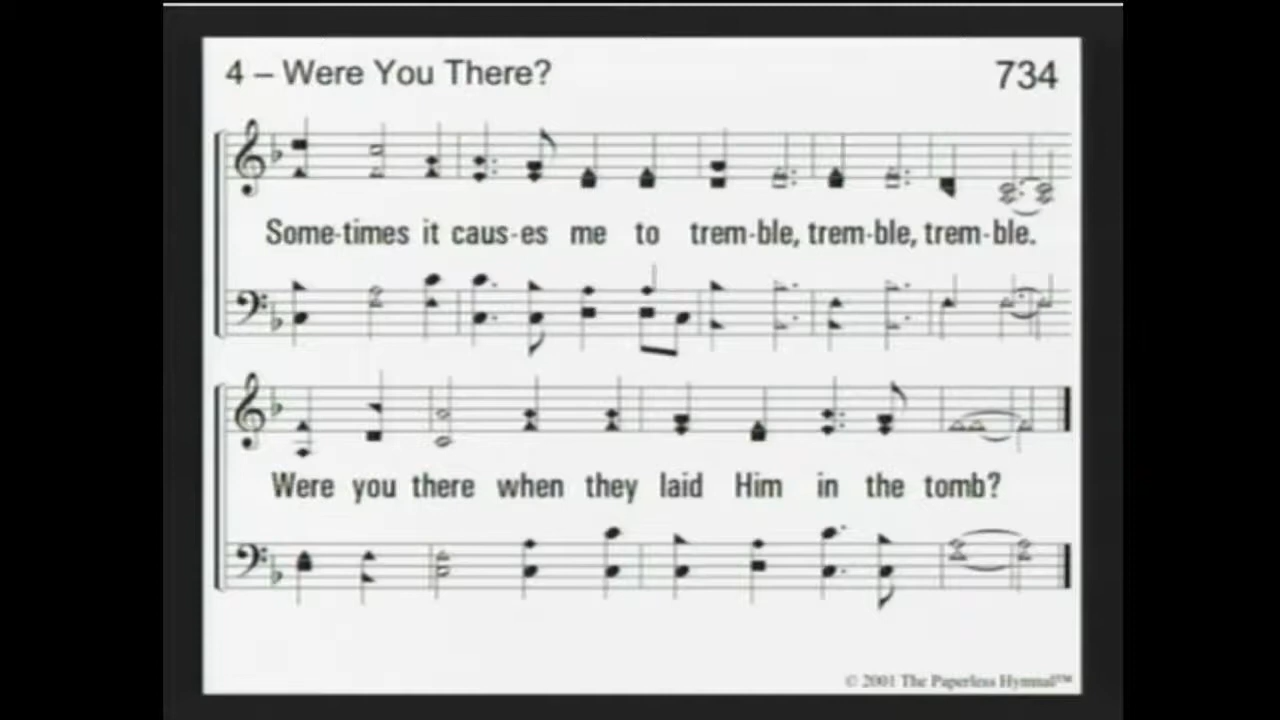 4 – Were You There?
734
Some-times it caus-es me to trem-ble, trem-ble, trem-ble.
Were you there when they laid Him in the tomb?
© 2001 The Paperless Hymnal™